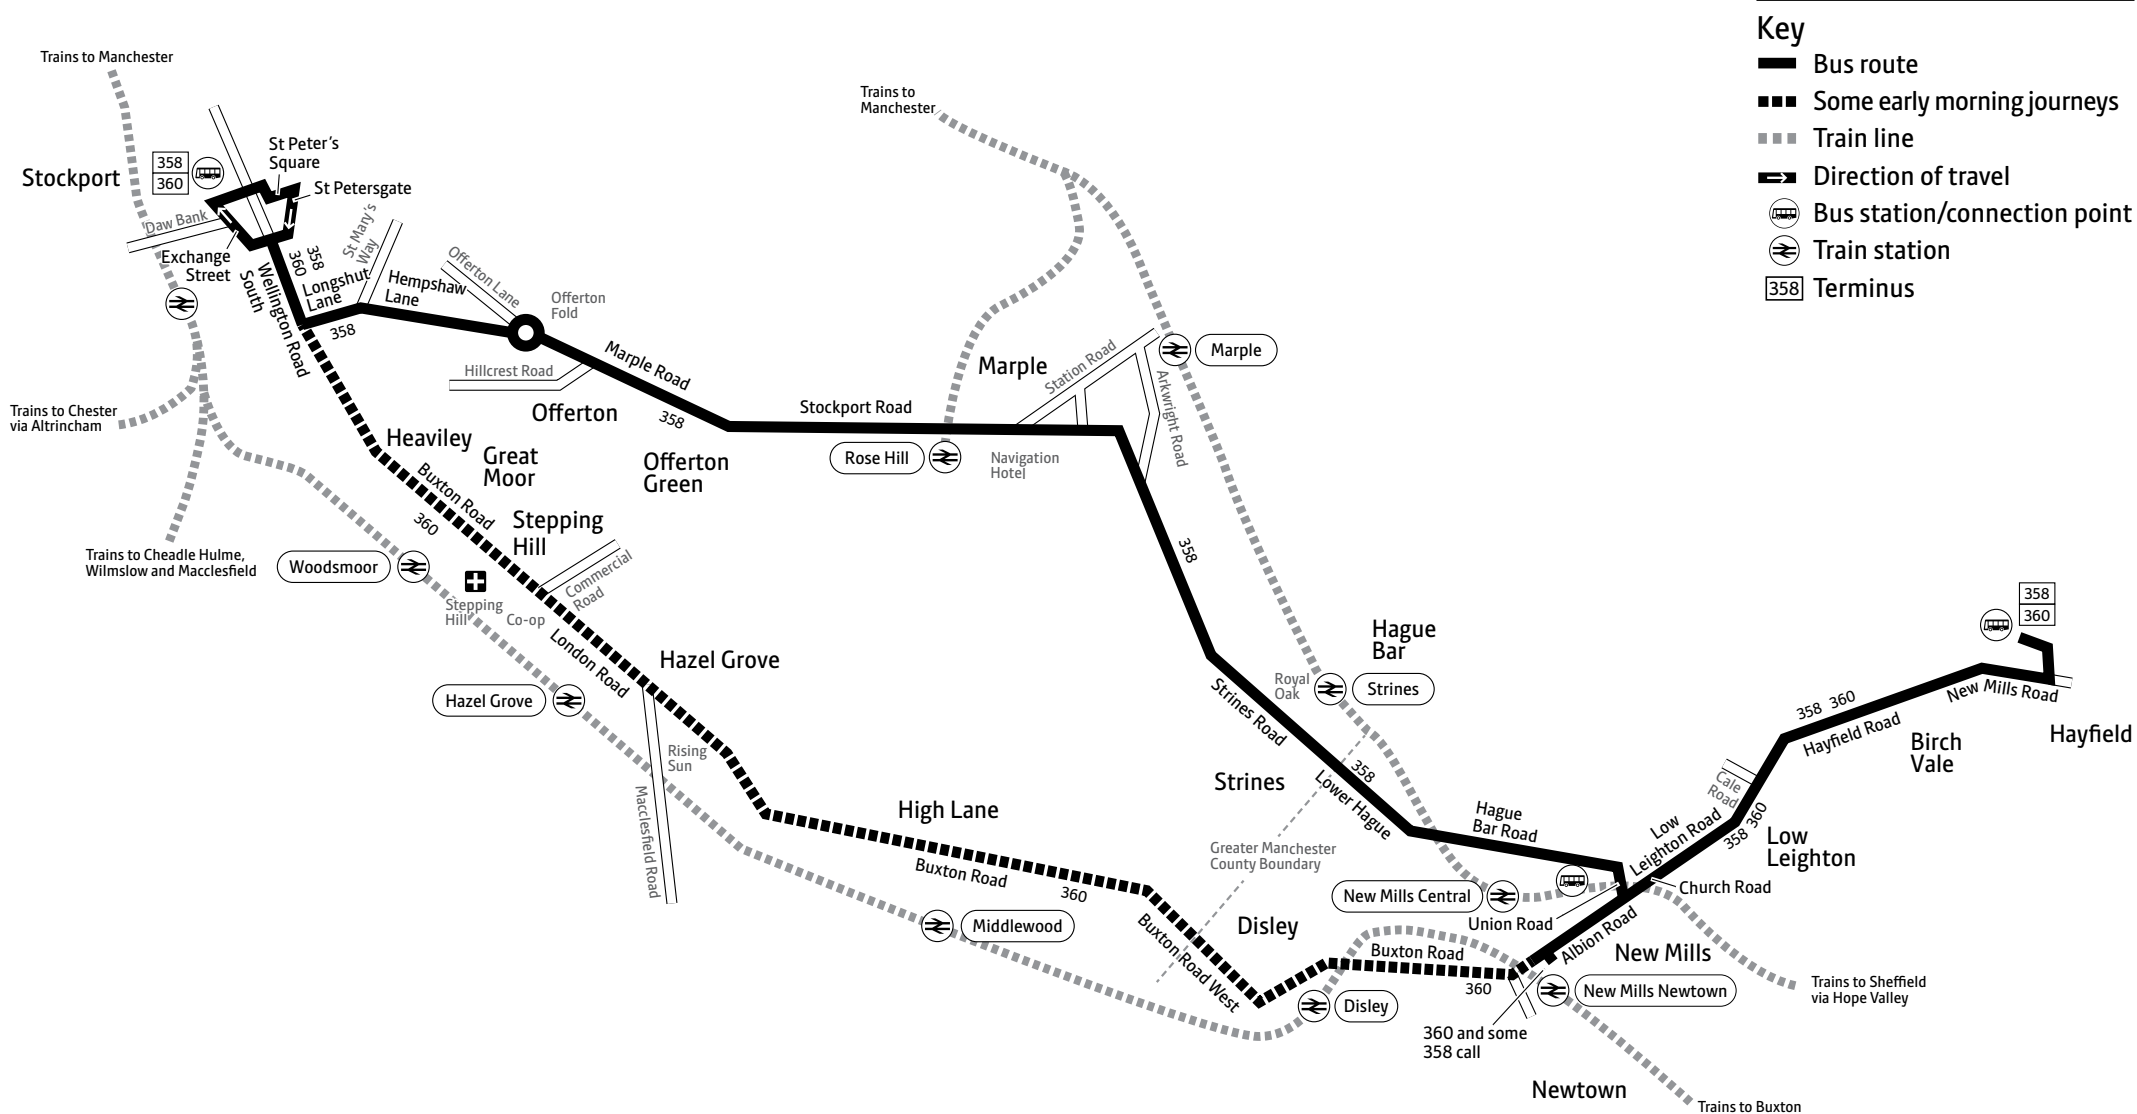 Key
Bus route
Some early morning journeys
Train line
Direction of travel
Bus station/connection point
Train station
358 Terminus
Trains to Manchester
Trains to
Manchester
Stockport
358
360
St Peter's
Square
St Petersgate
Daw Bank
Exchange
Street
358
360
Wellington Road
South
Longshut
Lane
St Mary's
Way
358
Hempshaw
Lane
Offerton Lane
Offerton
Fold
Hillcrest Road
Marple Road
Offerton
358
Offerton
Green
Stockport Road
Rose Hill
Navigation
Hotel
Marple
Station Road
Marple
Arkwright Road
358
Trains to Chester
via Altrincham
Trains to Cheadle Hulme,
Wilmslow and Macclesfield
Heaviley
Great
Moor
Buxton Road
360
Stepping
Hill
Commercial
Road
Woodsmoor
Stepping
Hill
Co-op
London Road
Hazel Grove
Hazel Grove
Rising
Sun
Macclesfield Road
High Lane
Buxton Road
360
Middlewood
Buxton Road West
Disley
Disley
Buxton Road
360
Greater Manchester
County Boundary
Hague
Bar
Royal
Oak
Strines
Strines Road
Strines
358
Lower Hague
Hague
Bar Road
New Mills Central
Union Road
Low
Leighton Road
Church Road
Albion Road
New Mills
New Mills Newtown
360 and some
358 call
Newtown
Trains to Buxton
Trains to Sheffield
via Hope Valley
Low
Leighton
358 360
Cale
Road
358 360
Hayfield Road
Birch
Vale
New Mills Road
Hayfield
358
360